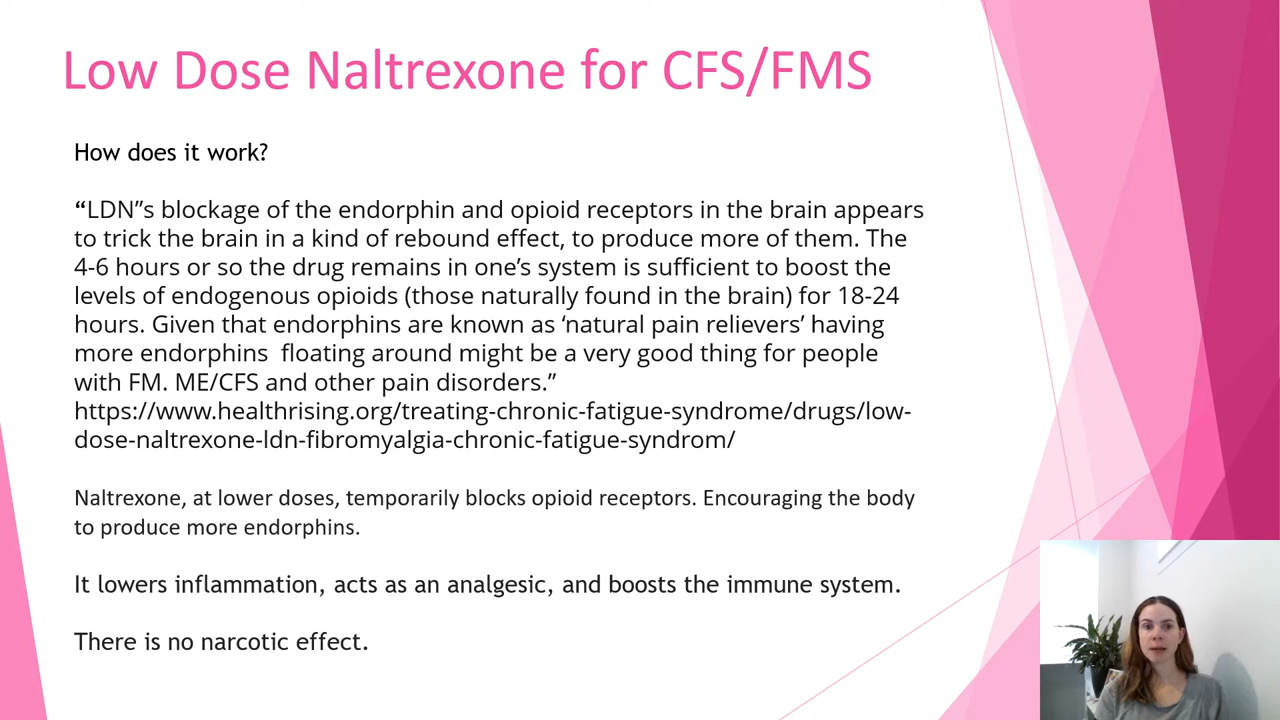 Low Dose Naltrexone for CFS/FMS
How does it work?
“LDN”s blockage of the endorphin and opioid receptors in the brain appears
to trick the brain in a kind of rebound effect, to produce more of them. The
4-6 hours or so the drug remains in one’s system is sufficient to boost the
levels of endogenous opioids (those naturally found in the brain) for 18-24
hours. Given that endorphins are known as ‘natural pain relievers’ having
more endorphins  floating around might be a very good thing for people
with FM. ME/CFS and other pain disorders.”
https://www.healthrising.org/treating-chronic-fatigue-syndrome/drugs/low-
dose-naltrexone-ldn-fibromyalgia-chronic-fatigue-syndrom/
Naltrexone, at lower doses, temporarily blocks opioid receptors. Encouraging the body
to produce more endorphins.
It lowers inflammation, acts as an analgesic, and boosts the immune system.
There is no narcotic effect.